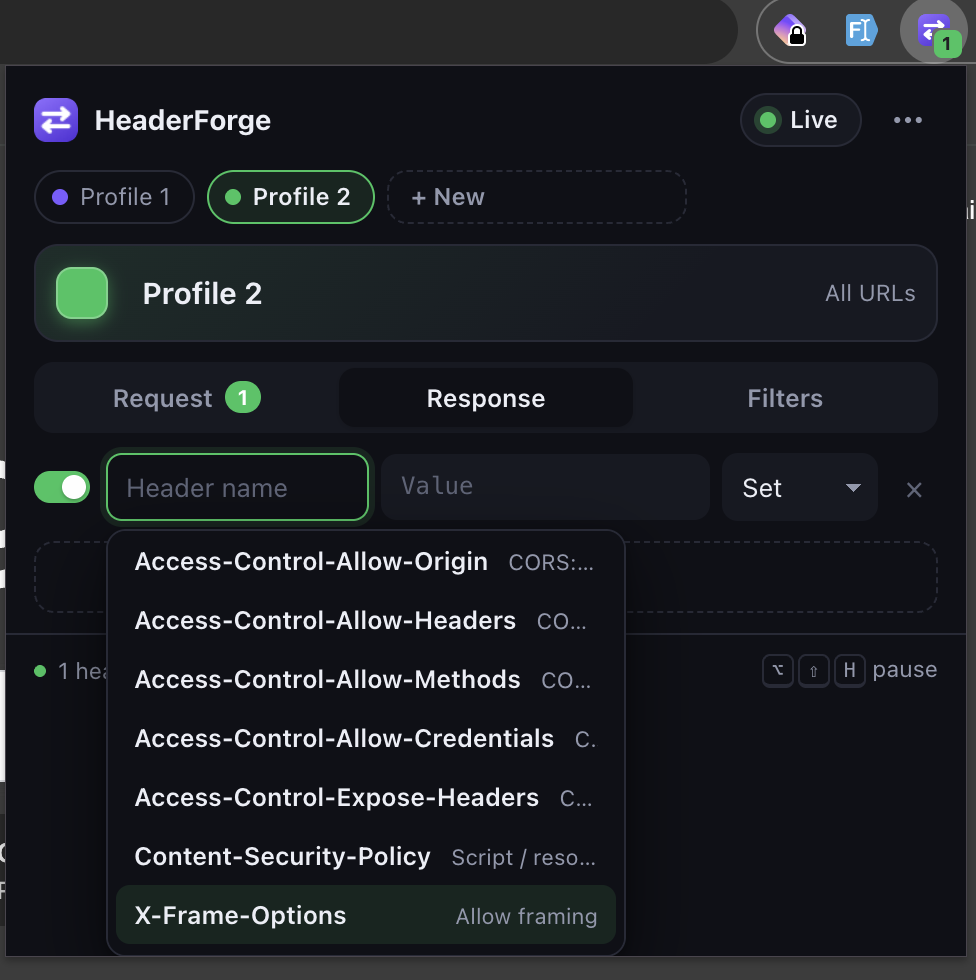 1
HeaderForge
Live
Profile 1
Profile 2
+ New
Profile 2
All URLs
Request 1
Response
Filters
Header name
Value
Set
×
Access-Control-Allow-Origin CORS:...
Access-Control-Allow-Headers CO...
Access-Control-Allow-Methods CO...
Access-Control-Allow-Credentials C.
Access-Control-Expose-Headers C...
Content-Security-Policy Script / reso...
X-Frame-Options Allow framing
1 hea
⌥ ⇧ H pause